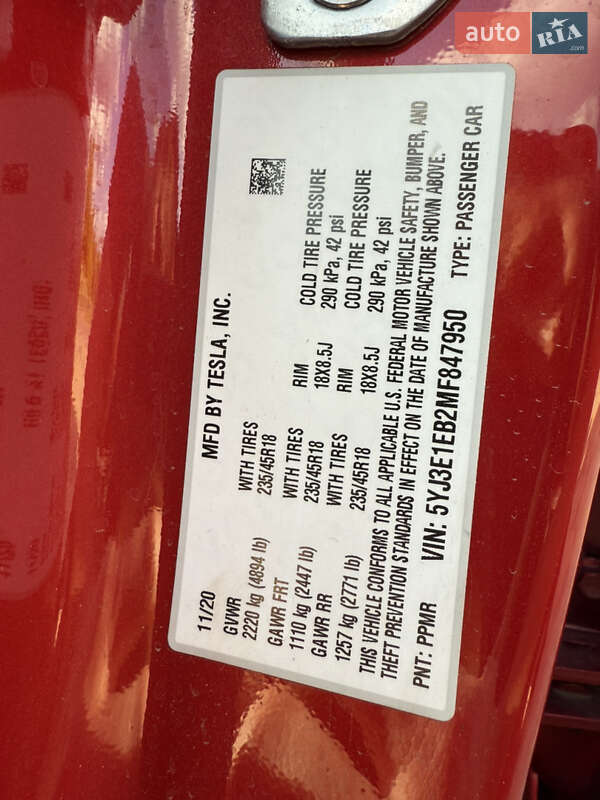 auto RIA .com
MFD BY TESLA, INC.
11/20
GVWR
2220 kg (4894 lb)
WITH TIRES
235/45R18
RIM
18X8.5J
COLD TIRE PRESSURE
290 kPa, 42 psi
GAWR FRT
1110 kg (2447 lb)
WITH TIRES
235/45R18
RIM
18X8.5J
COLD TIRE PRESSURE
290 kPa, 42 psi
GAWR RR
1257 kg (2771 lb)
WITH TIRES
235/45R18
THIS VEHICLE CONFORMS TO ALL APPLICABLE U.S. FEDERAL MOTOR VEHICLE SAFETY, BUMPER, AND
THEFT PREVENTION STANDARDS IN EFFECT ON THE DATE OF MANUFACTURE SHOWN ABOVE.
PNT: PPMR VIN: 5YJ3E1EB2MF847950 TYPE: PASSENGER CAR